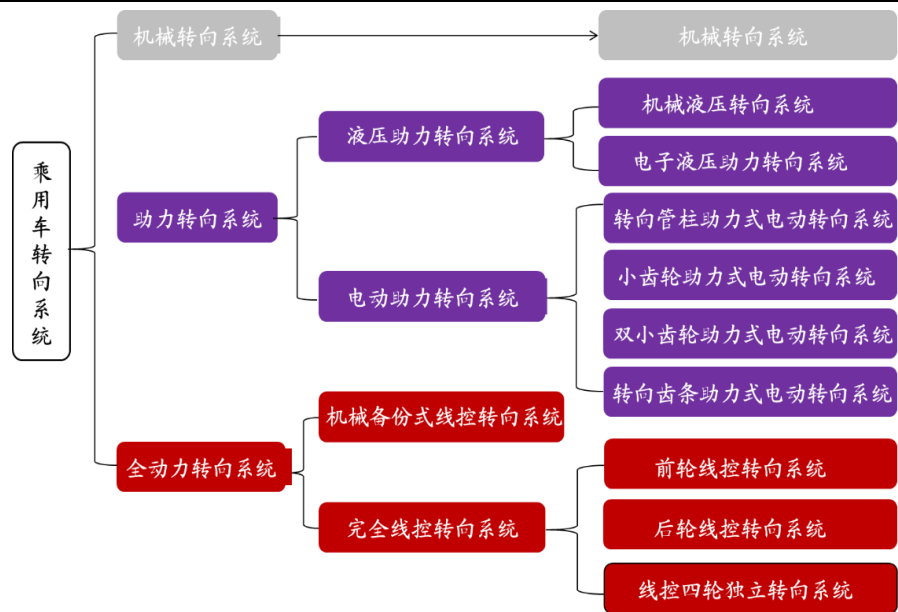 乘用车转向系统
机械转向系统
机械转向系统
助力转向系统
液压助力转向系统
机械液压转向系统
电子液压助力转向系统
电动助力转向系统
转向管柱助力式电动转向系统
小齿轮助力式电动转向系统
双小齿轮助力式电动转向系统
转向齿条助力式电动转向系统
全动力转向系统
机械备份式线控转向系统
完全线控转向系统
前轮线控转向系统
后轮线控转向系统
线控四轮独立转向系统